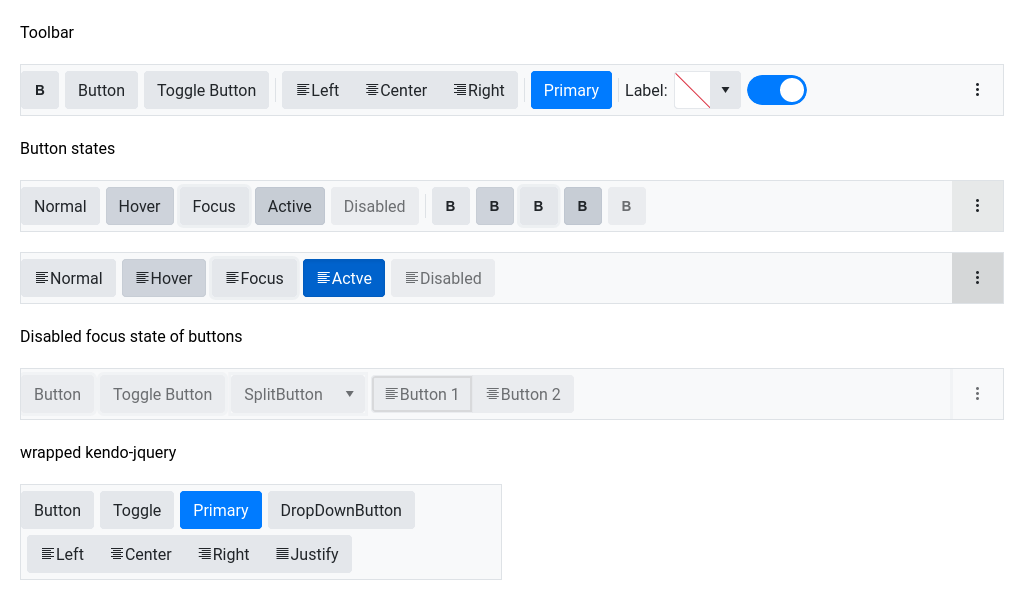 Toolbar
B Button Toggle Button Left Center Right Primary Label:
Button states
Normal Hover Focus Active Disabled B B B B B
Normal Hover Focus Actve Disabled
Disabled focus state of buttons
Button Toggle Button SplitButton Button 1 Button 2
wrapped kendo-jquery
Button Toggle Primary DropDownButton
Left Center Right Justify